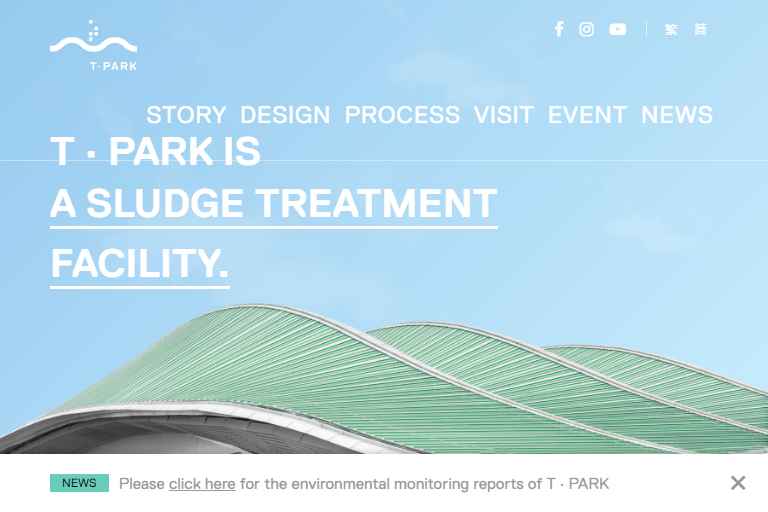 T·PARK
繁
简
STORY DESIGN PROCESS VISIT EVENT NEWS
T · PARK IS
A SLUDGE TREATMENT
FACILITY.
NEWS Please click here for the environmental monitoring reports of T · PARK